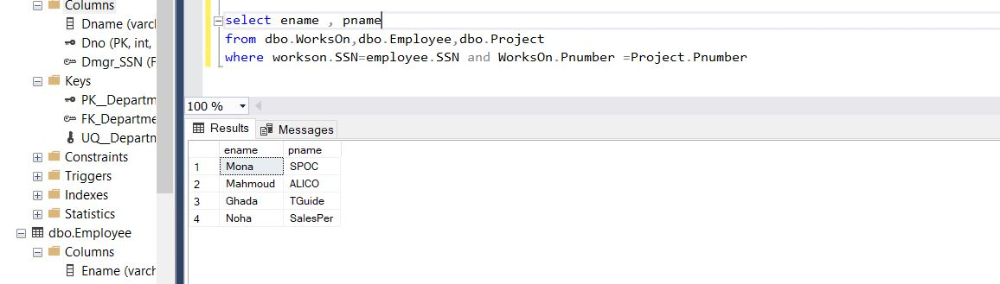 Columns
Dname (varcl
Dno (PK, int,
Dmgr_SSN (F
Keys
PK__Departm
FK_Departme
UQ__Departn
Constraints
Triggers
Indexes
Statistics
dbo.Employee
Columns
Ename (varch
select ename , pname
from dbo.WorksOn,dbo.Employee,dbo.Project
where workson.SSN=employee.SSN and WorksOn.Pnumber =Project.Pnumber
100 %
Results Messages
ename pname
1 Mona SPOC
2 Mahmoud ALICO
3 Ghada TGuide
4 Noha SalesPer